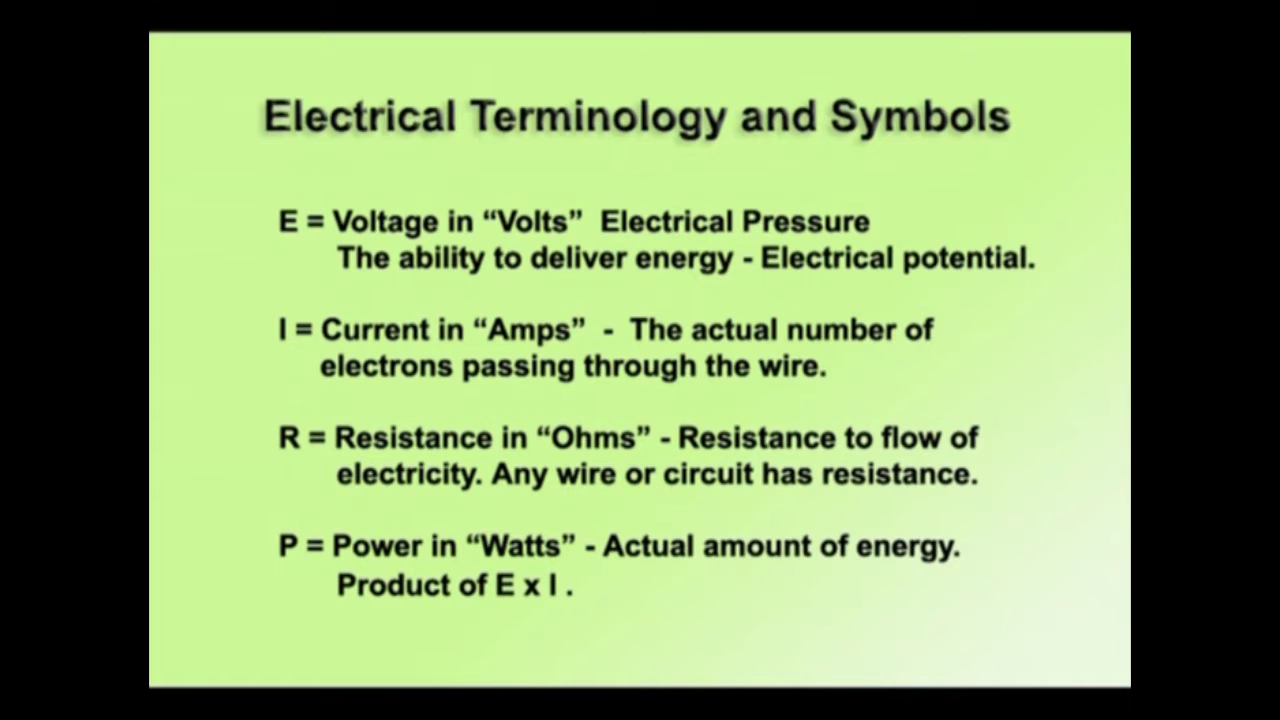 Electrical Terminology and Symbols
E = Voltage in “Volts”  Electrical Pressure
The ability to deliver energy - Electrical potential.
I = Current in “Amps”  -  The actual number of
electrons passing through the wire.
R = Resistance in “Ohms” - Resistance to flow of
electricity. Any wire or circuit has resistance.
P = Power in “Watts” - Actual amount of energy.
Product of E x I .